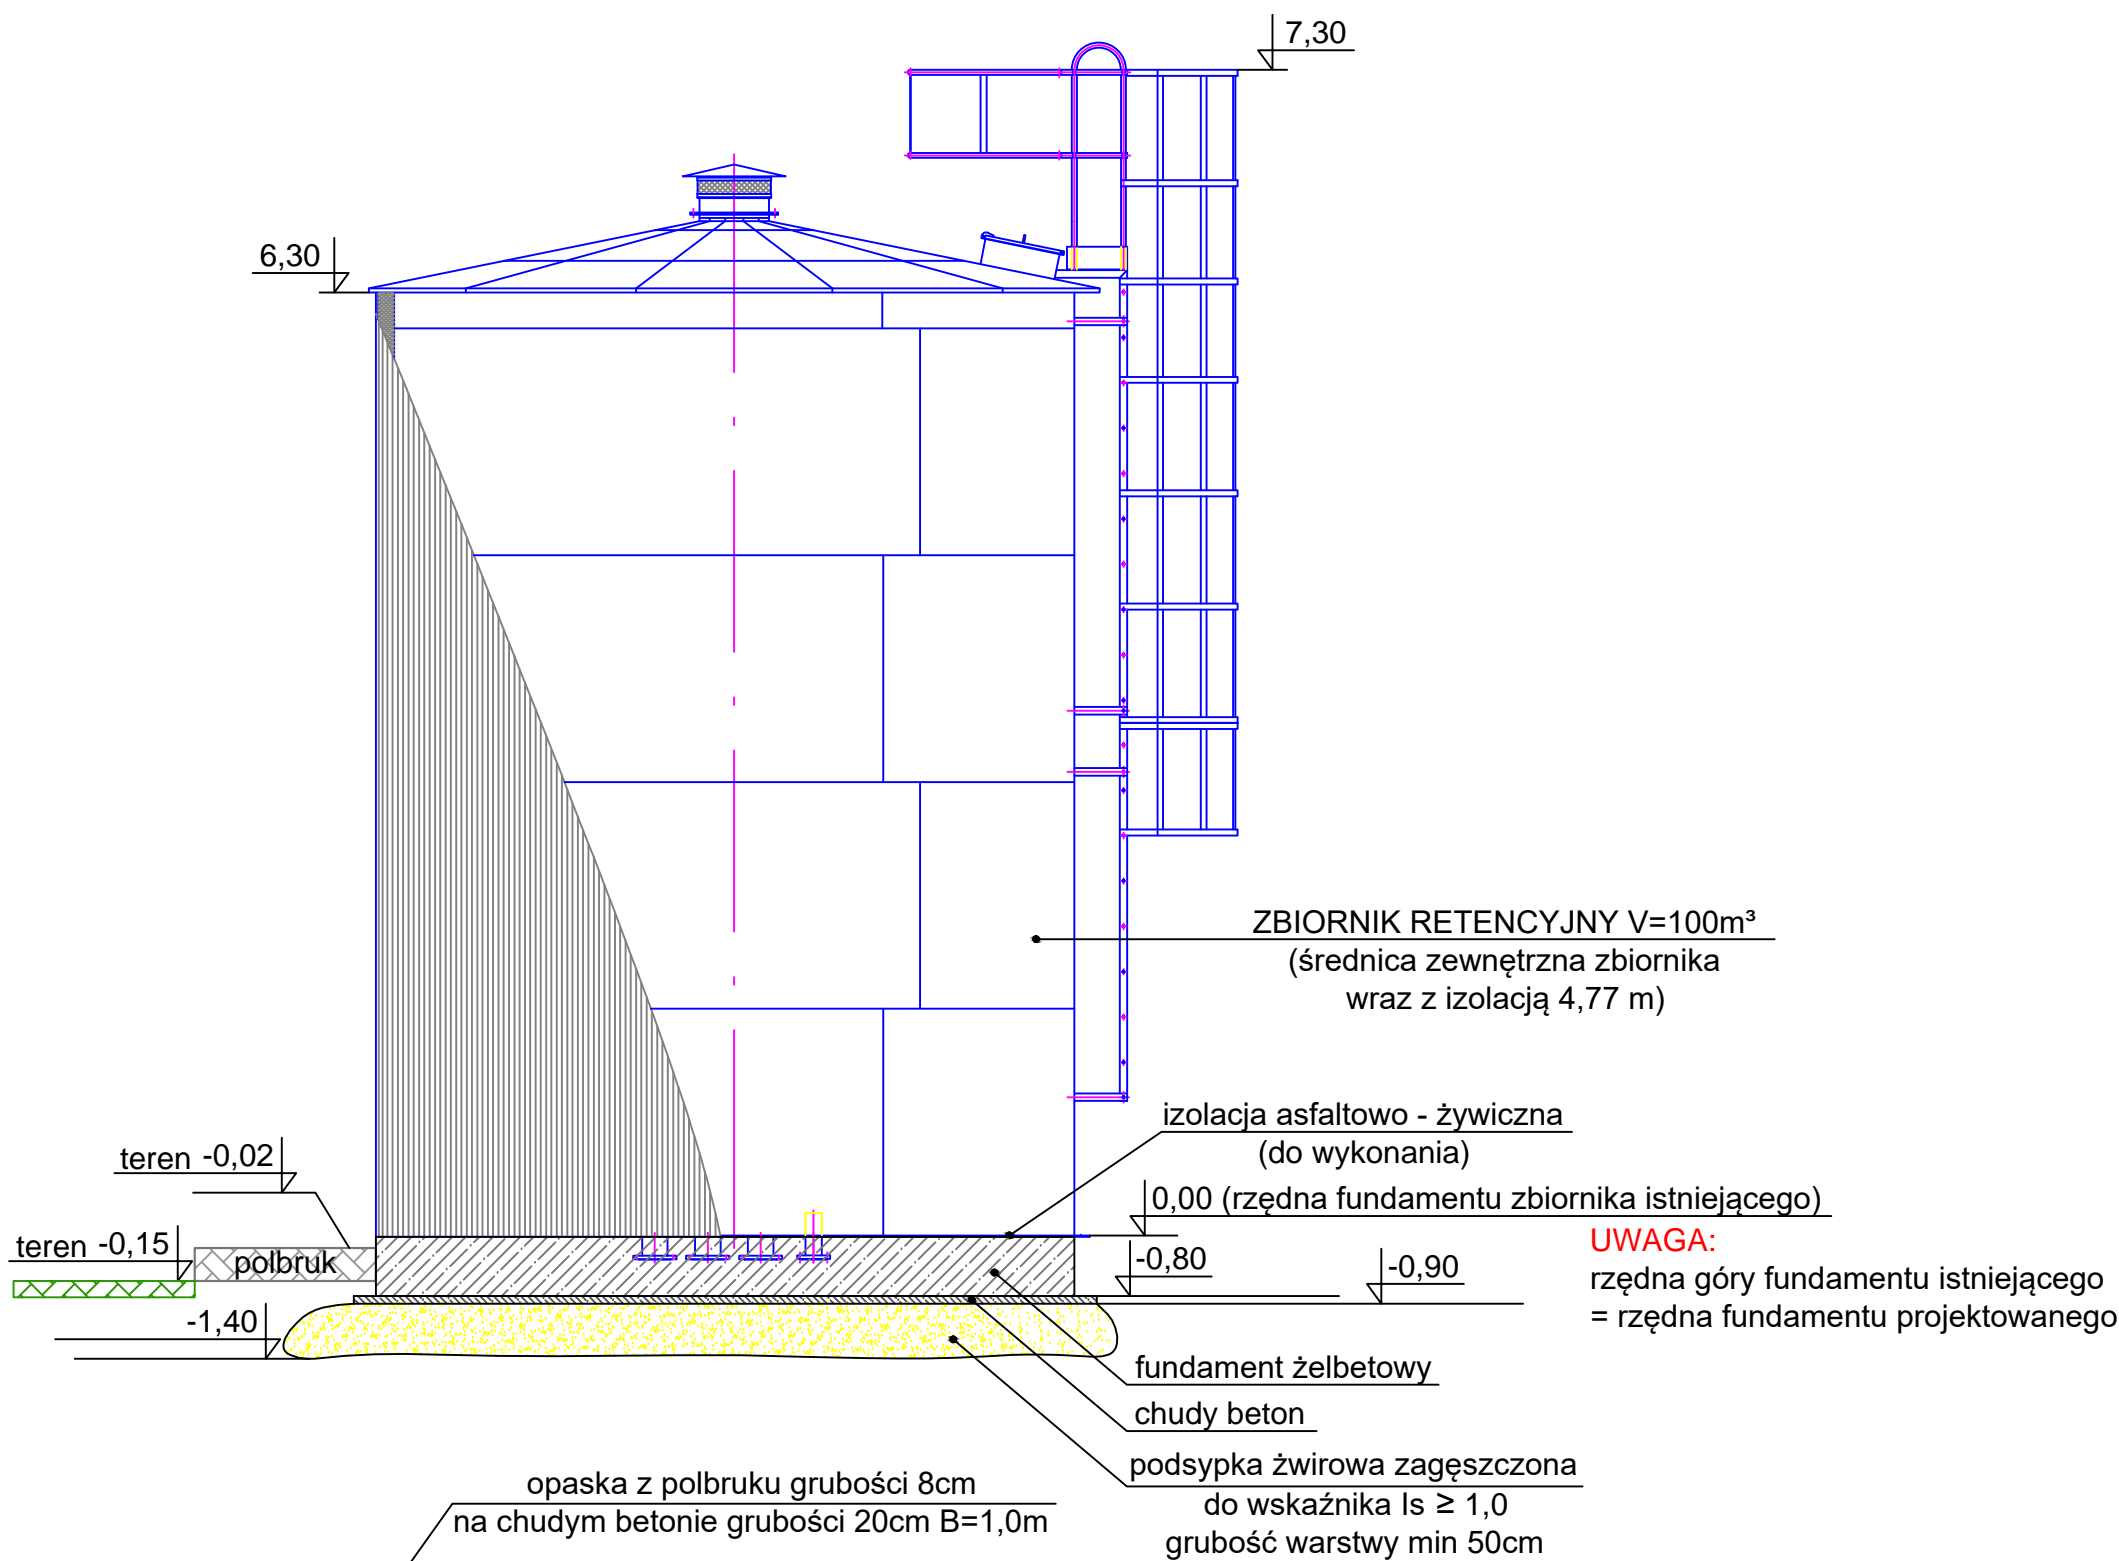 7,30
6,30
ZBIORNIK RETENCYJNY V=100m³
(średnica zewnętrzna zbiornika
wraz z izolacją 4,77 m)
izolacja asfaltowo - żywiczna
(do wykonania)
teren -0,02
0,00 (rzędna fundamentu zbiornika istniejącego)
teren -0,15
polbruk
-0,80
-0,90
UWAGA:
rzędna góry fundamentu istniejącego
= rzędna fundamentu projektowanego
-1,40
fundament żelbetowy
chudy beton
podsypka żwirowa zagęszczona
do wskaźnika Is ≥ 1,0
grubość warstwy min 50cm
opaska z polbruku grubości 8cm
na chudym betonie grubości 20cm B=1,0m